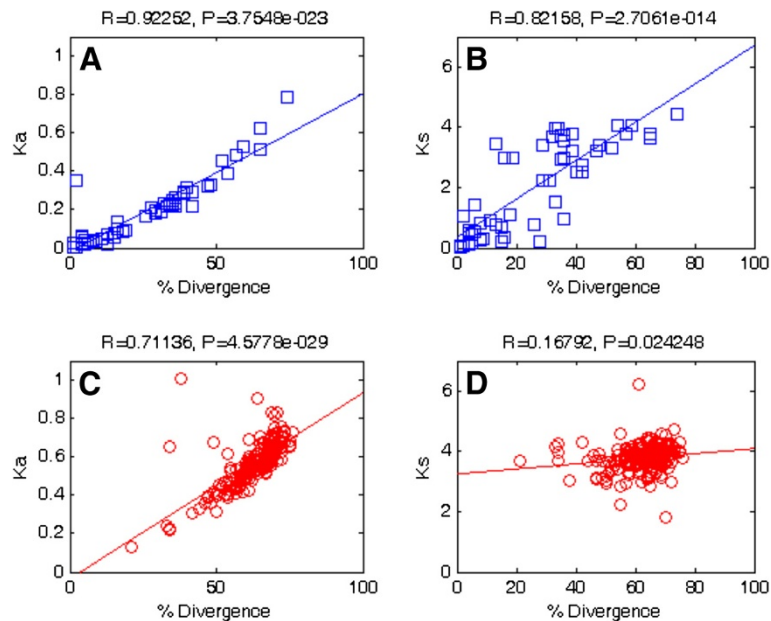 R=0.92252, P=3.7548e-023
A
Ka
1
0.8
0.6
0.4
0.2
0
0 50 100
% Divergence
R=0.82158, P=2.7061e-014
B
Ks
6
4
2
0
0 20 40 60 80 100
% Divergence
R=0.71136, P=4.5778e-029
C
Ka
1
0.8
0.6
0.4
0.2
0
0 50 100
% Divergence
R=0.16792, P=0.024248
D
Ks
6
4
2
0
0 20 40 60 80 100
% Divergence